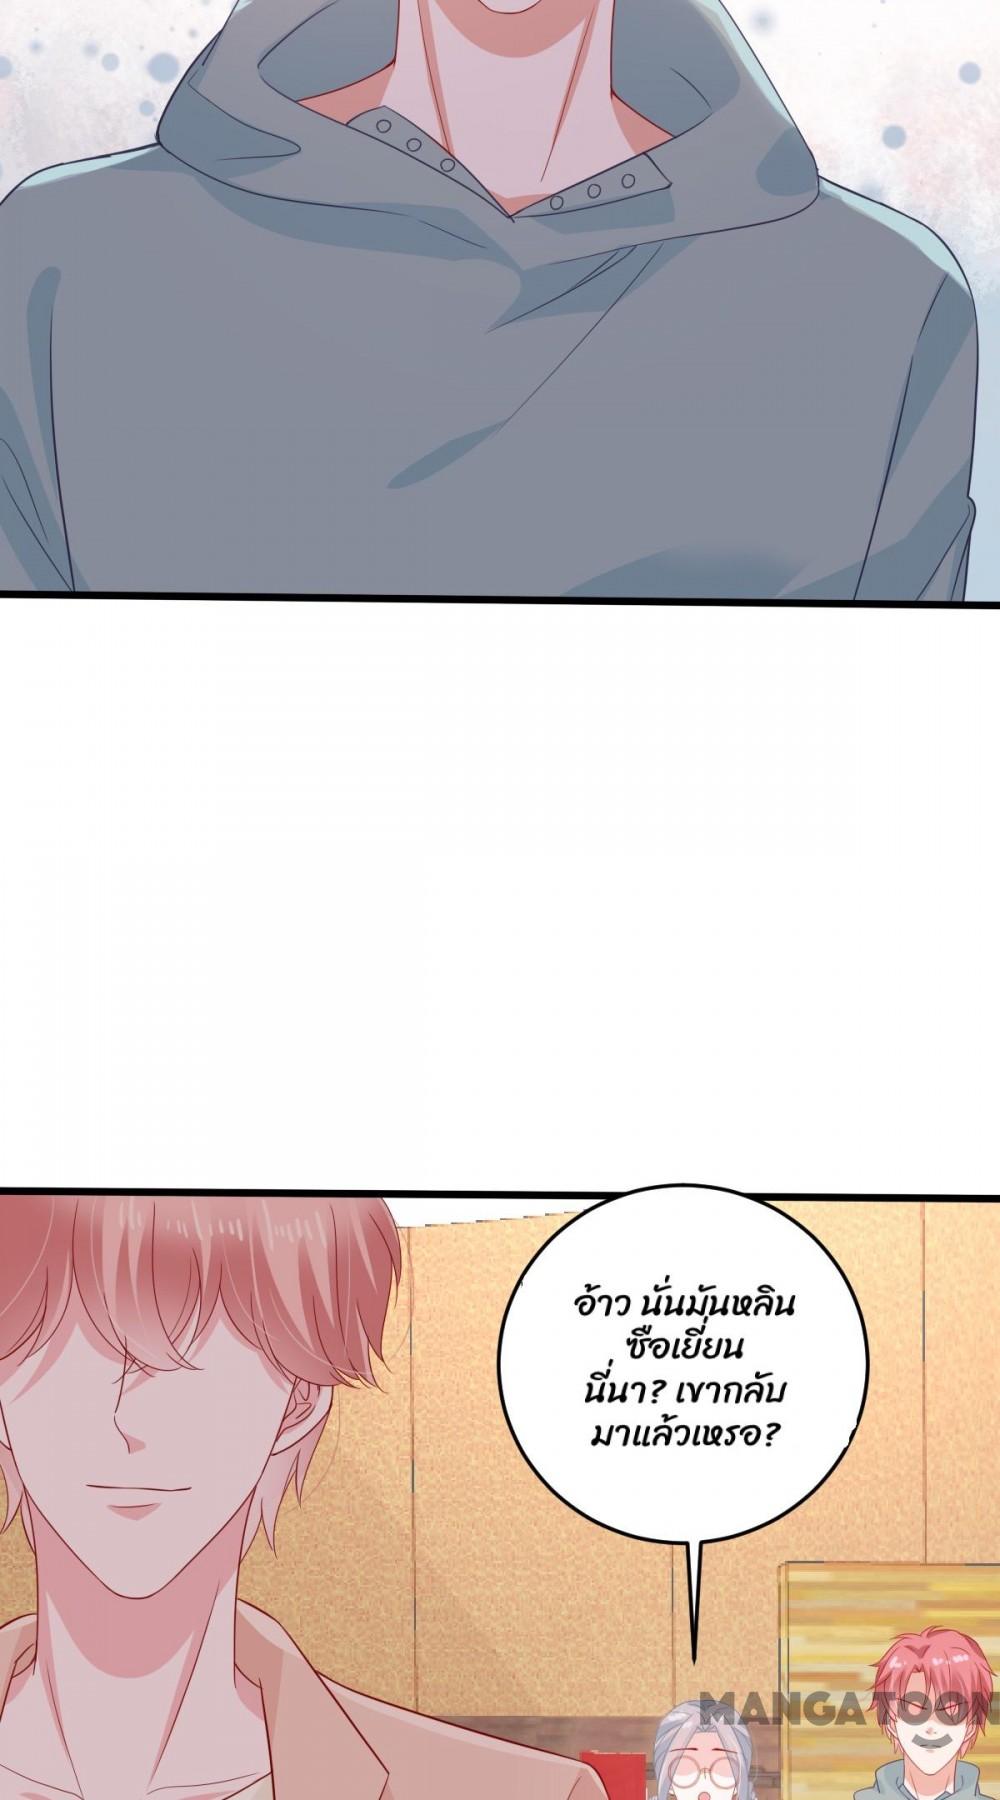 อ้าว นั่นมันหลิน
ซือเยี่ยน
นี่นา? เขากลับ
มาแล้วเหรอ?
MANGATOON